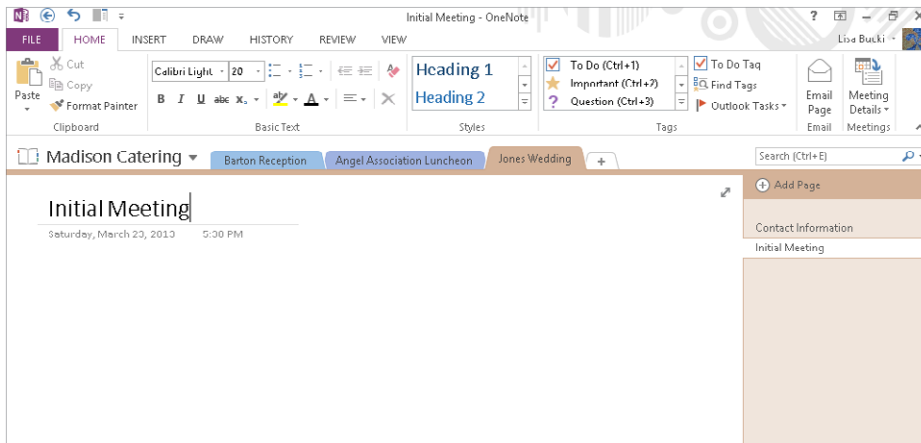 Initial Meeting - OneNote
FILE HOME INSERT DRAW HISTORY REVIEW VIEW Lisa Bucki
Paste
Cut
Copy
Format Painter
Clipboard
Calibri Light 20
B I U abc x₂ A
Basic Text
Heading 1
Heading 2
Styles
To Do (Ctrl+1)
Important (Ctrl+2)
Question (Ctrl+3)
To Do Tag
Find Tags
Outlook Tasks
Tags
Email
Page
Email
Meeting
Details
Meetings
Madison Catering Barton Reception Angel Association Luncheon Jones Wedding + Search (Ctrl+E)
Add Page
Initial Meeting
Saturday, March 23, 2013 5:30 PM
Contact Information
Initial Meeting